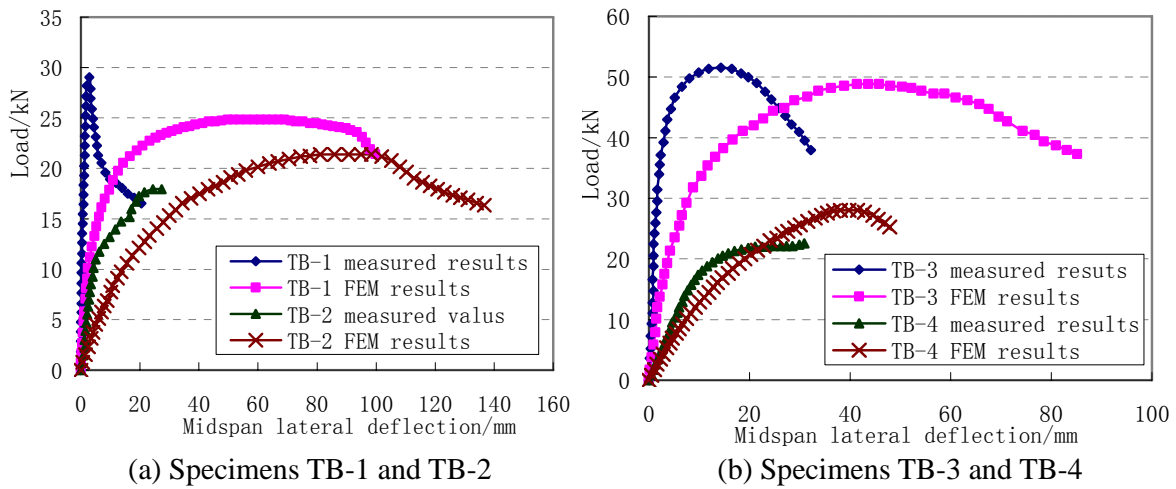 35
30
25
20
15
10
5
0
Load/kN
0 20 40 60 80 100 120 140 160
Midspan lateral deflection/mm
TB-1 measured results
TB-1 FEM results
TB-2 measured valus
TB-2 FEM results
(a) Specimens TB-1 and TB-2
60
50
40
30
20
10
0
Load/kN
0 20 40 60 80 100
Midspan lateral deflection/mm
TB-3 measured resuts
TB-3 FEM results
TB-4 measured results
TB-4 FEM results
(b) Specimens TB-3 and TB-4